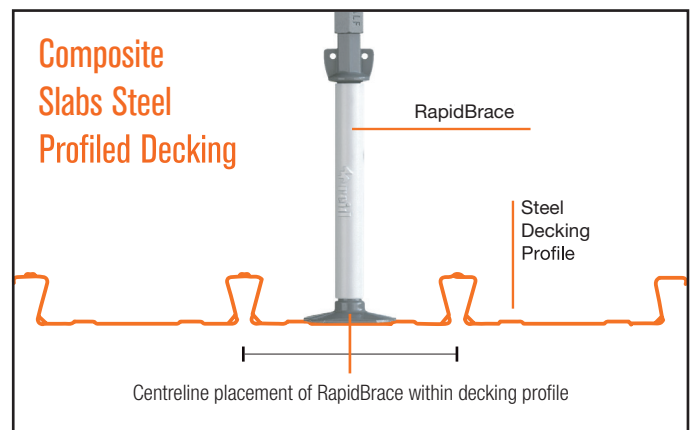 Composite
Slabs Steel
Profiled Decking
RapidBrace
Steel
Decking
Profile
Centreline placement of RapidBrace within decking profile